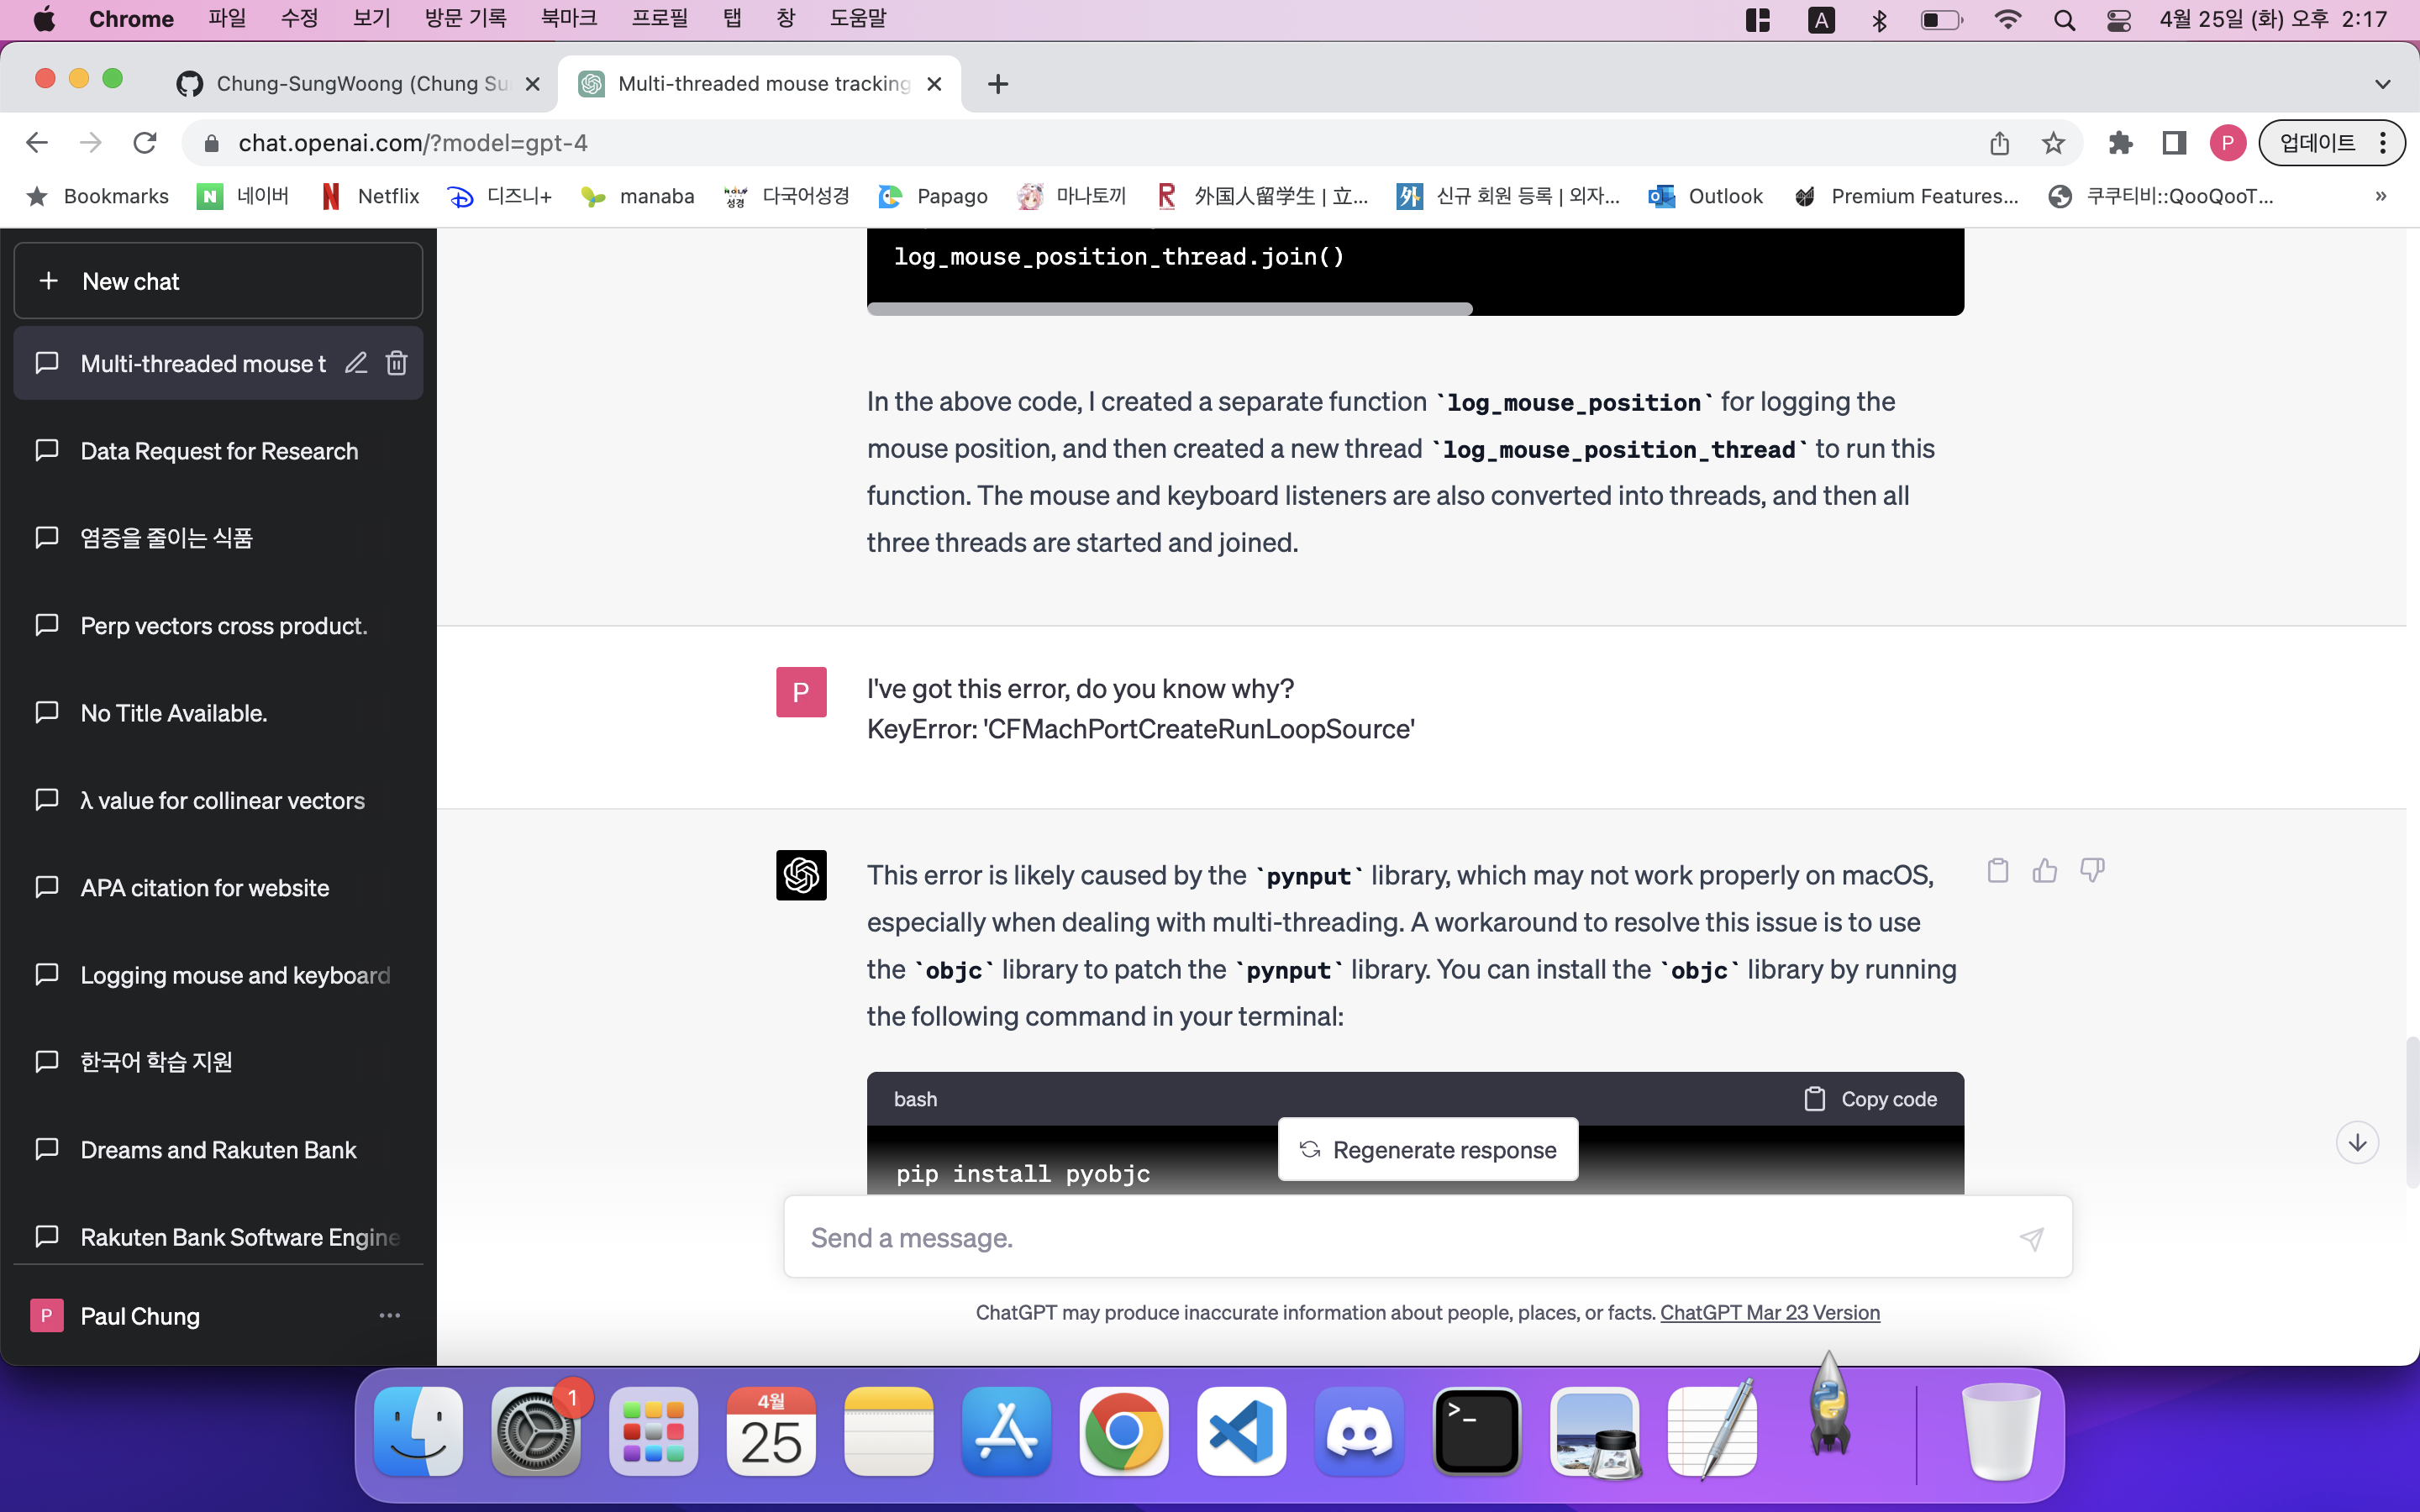 Chrome 파일 수정 보기 방문 기록 북마크 프로필 탭 창 도움말 A 4월 25일 (화) 오후 2:17
Chung-SungWoong (Chung Su
Multi-threaded mouse tracking
chat.openai.com/?model=gpt-4
P
업데이트
Bookmarks N 네이버 N Netflix 디즈니+ manaba 다국어성경 Papago 마나토끼 R 外国人留学生 | 立... 外 신규 회원 등록 | 외자... Outlook Premium Features... 쿠쿠티비::QooQooT... »
+ New chat
Multi-threaded mouse t
Data Request for Research
염증을 줄이는 식품
Perp vectors cross product.
No Title Available.
λ value for collinear vectors
APA citation for website
Logging mouse and keyboard
한국어 학습 지원
Dreams and Rakuten Bank
Rakuten Bank Software Engine
P Paul Chung ...
log_mouse_position_thread.join()
In the above code, I created a separate function `log_mouse_position` for logging the
mouse position, and then created a new thread `log_mouse_position_thread` to run this
function. The mouse and keyboard listeners are also converted into threads, and then all
three threads are started and joined.
P
I've got this error, do you know why?
KeyError: 'CFMachPortCreateRunLoopSource'
This error is likely caused by the `pynput` library, which may not work properly on macOS,
especially when dealing with multi-threading. A workaround to resolve this issue is to use
the `objc` library to patch the `pynput` library. You can install the `objc` library by running
the following command in your terminal:
bash Copy code
pip install pyobjc
Regenerate response
Send a message.
ChatGPT may produce inaccurate information about people, places, or facts. ChatGPT Mar 23 Version
1
4월
25
>_